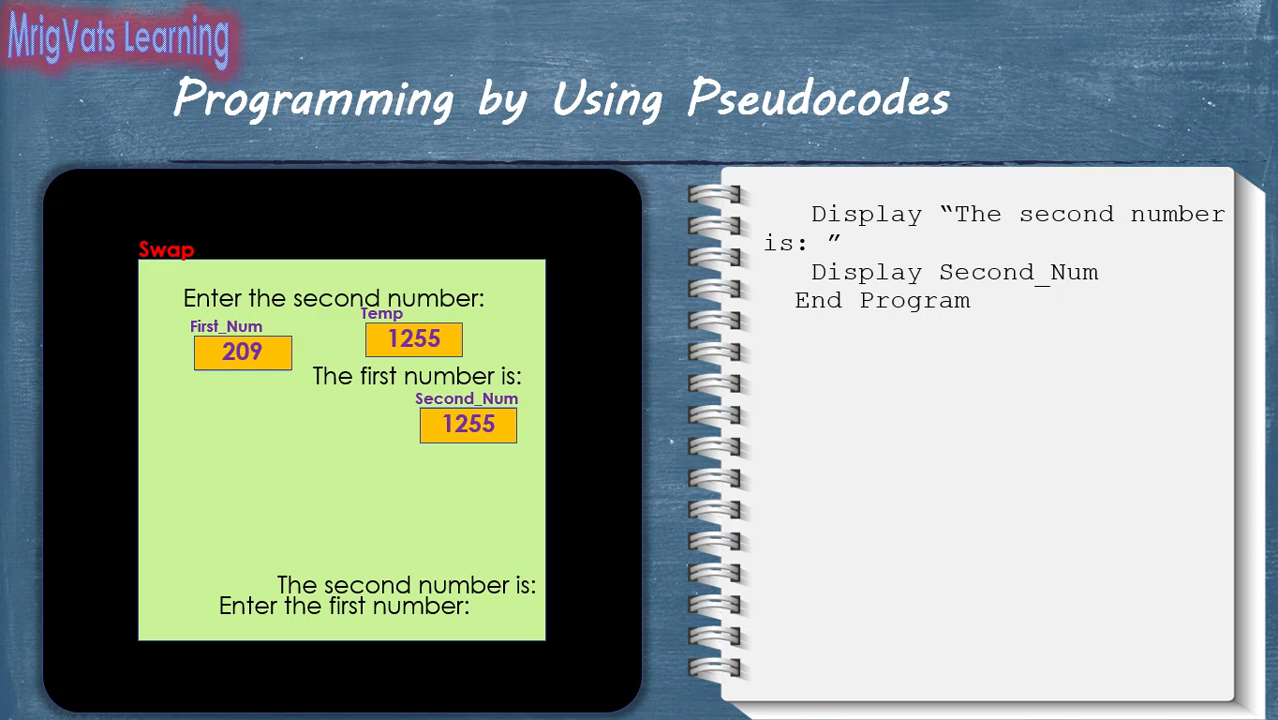 MrigVats Learning
Programming by Using Pseudocodes
Swap
Enter the second number:
First_Num
209
Temp
1255
The first number is:
Second_Num
1255
The second number is:
Enter the first number:
Display “The second number
is: ”
Display Second_Num
End Program